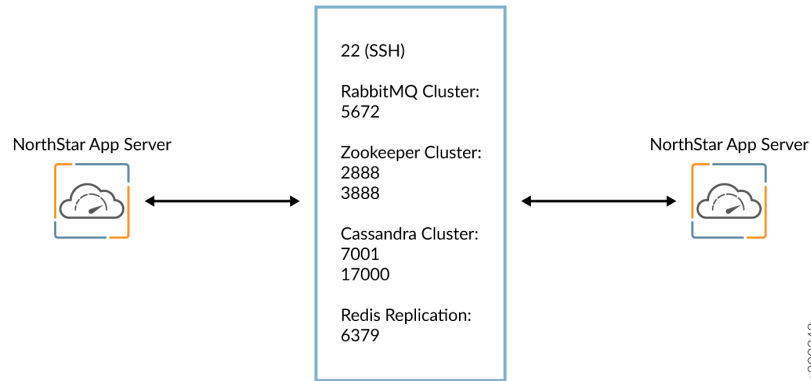 22 (SSH)
RabbitMQ Cluster:
5672
NorthStar App Server
NorthStar App Server
Zookeeper Cluster:
2888
3888
Cassandra Cluster:
7001
17000
Redis Replication:
6379